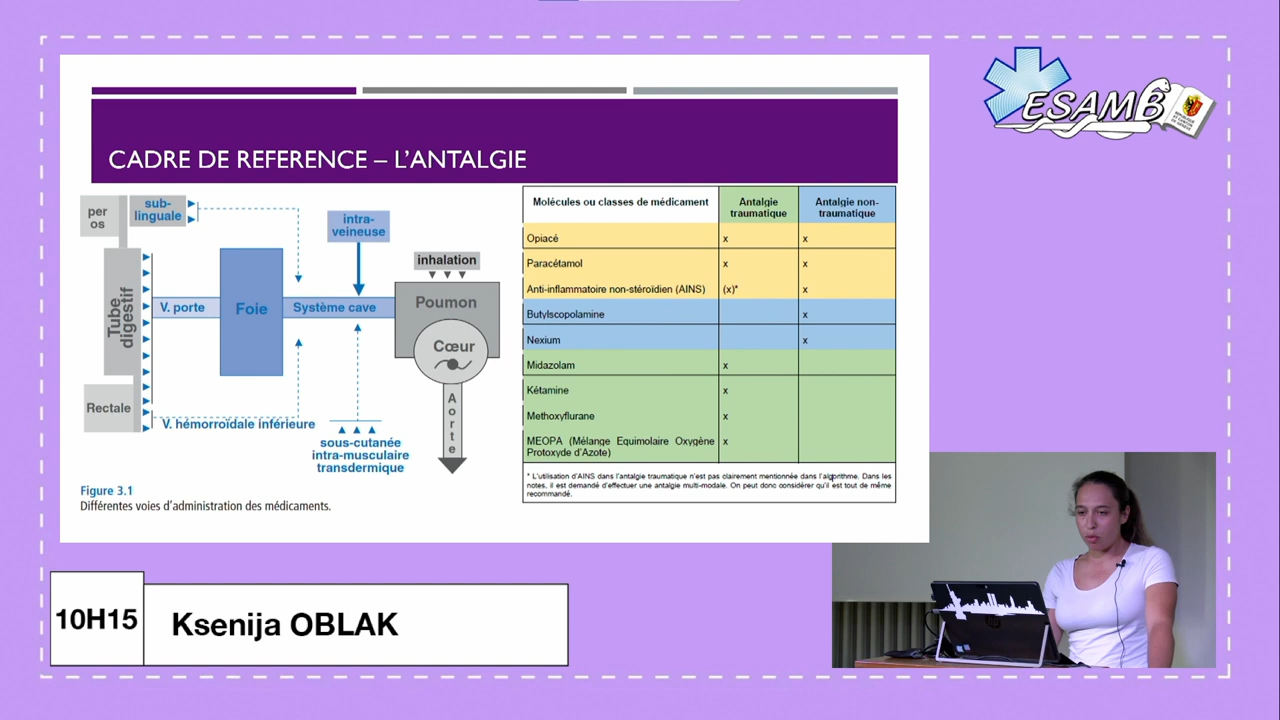 ESAMB
CADRE DE REFERENCE – L'ANTALGIE
per
os
sub-
linguale
intra-
veineuse
inhalation
Tube
digestif
V. porte
Foie
Système cave
Poumon
Cœur
Aorte
Rectale
V. hémorroïdale inférieure
sous-cutanée
intra-musculaire
transdermique
Figure 3.1
Différentes voies d'administration des médicaments.
Molécules ou classes de médicament Antalgie traumatique Antalgie non-traumatique
Opiacé x x
Paracétamol x x
Anti-inflammatoire non-stéroïdien (AINS) (x)* x
Butylscopolamine x
Nexium x
Midazolam x
Kétamine x
Methoxyflurane x
MEOPA (Mélange Equimolaire Oxygène x
Protoxyde d'Azote)
* L'utilisation d'AINS dans l'antalgie traumatique n'est pas clairement mentionnée dans l'algorithme. Dans les
notes, il est demandé d'effectuer une antalgie multi-modale. On peut donc considérer qu'il est tout de même
recommandé.
10H15
Ksenija OBLAK